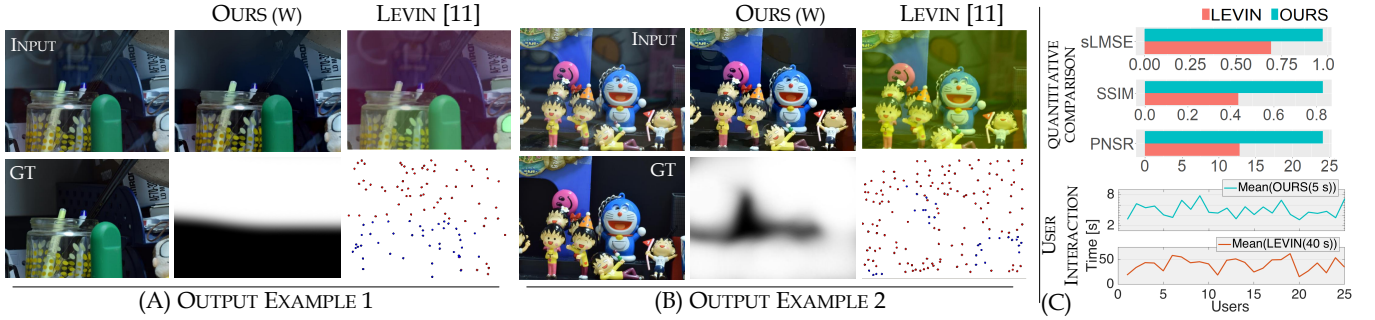 OURS (W) LEVIN [11]
INPUT
GT
(A) OUTPUT EXAMPLE 1
OURS (W) LEVIN [11]
INPUT
GT
(B) OUTPUT EXAMPLE 2
LEVIN OURS
QUANTITATIVE
COMPARISON
sLMSE
0.00 0.25 0.50 0.75 1.0
SSIM
0.0 0.2 0.4 0.6 0.8
PNSR
0 5 10 15 20 25
USER
INTERACTION
Time [s]
8
2
Mean(OURS(5 s))
50
0
Mean(LEVIN(40 s))
0 5 10 15 20 25
Users
(C)